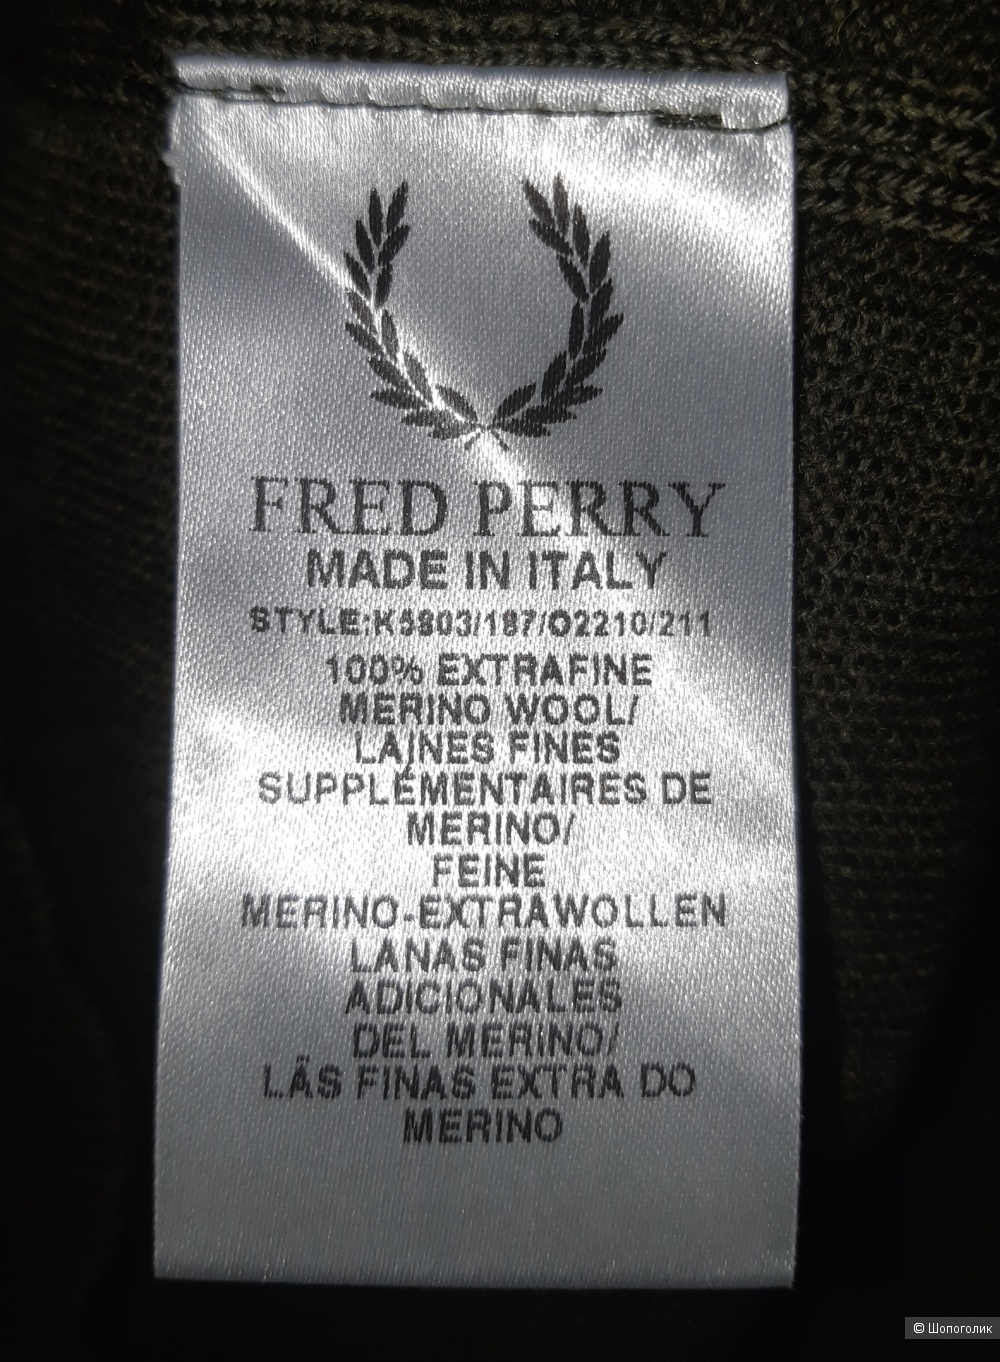 FRED PERRY
MADE IN ITALY
STYLE:K5803/187/O2210/211
100% EXTRAFINE
MERINO WOOL/
LAINES FINES
SUPPLÉMENTAIRES DE
MERINO/
FEINE
MERINO-EXTRAWOLLEN
LANAS FINAS
ADICIONALES
DEL MERINO/
LÃS FINAS EXTRA DO
MERINO
© Шопоголик